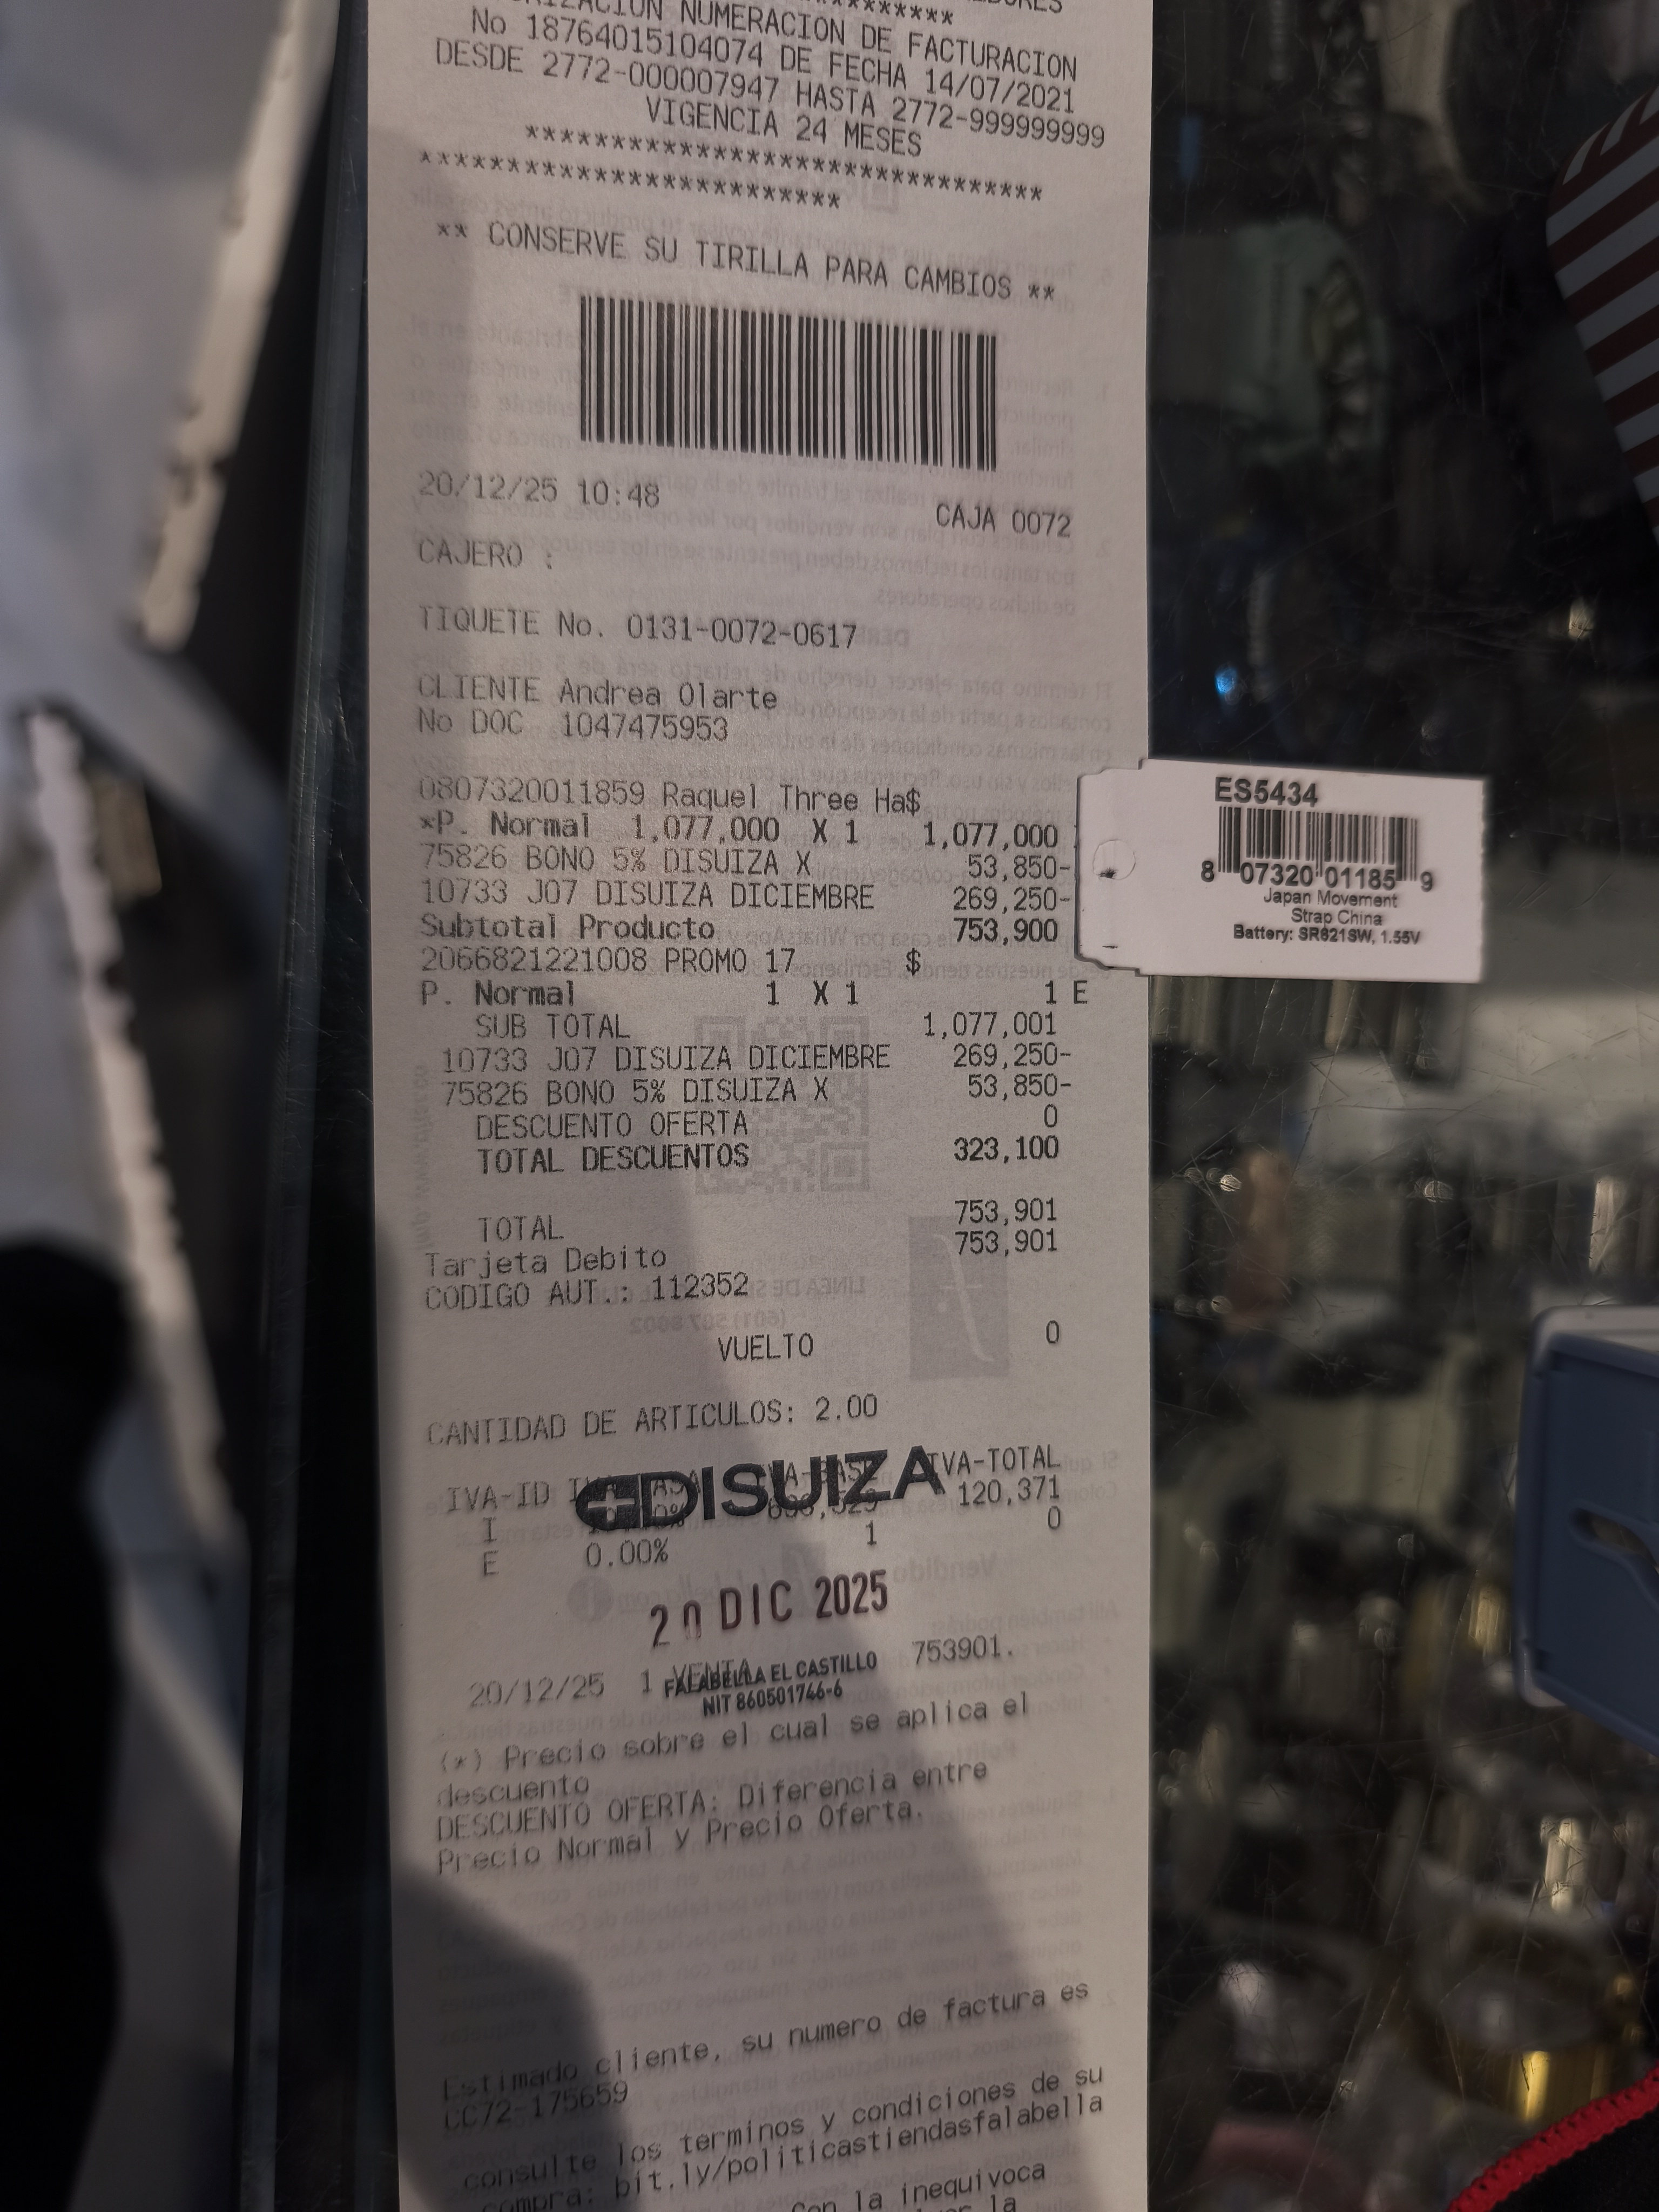 NUMERACION DE FACTURACION
No 18764015104074 DE FECHA 14/07/2021
DESDE 2772-000007947 HASTA 2772-999999999
VIGENCIA 24 MESES
******************************
************************
** CONSERVE SU TIRILLA PARA CAMBIOS **
20/12/25 10:48
CAJA 0072
CAJERO :
TIQUETE No. 0131-0072-0617
CLIENTE Andrea Olarte
No DOC 1047475953
0807320011859 Raquel Three Ha$
*P. Normal 1,077,000 X 1 1,077,000
75826 BONO 5% DISUIZA X 53,850-
10733 J07 DISUIZA DICIEMBRE 269,250-
Subtotal Producto 753,900
2066821221008 PROMO 17 $
P. Normal 1 X 1 1 E
SUB TOTAL 1,077,001
10733 J07 DISUIZA DICIEMBRE 269,250-
75826 BONO 5% DISUIZA X 53,850-
DESCUENTO OFERTA 0
TOTAL DESCUENTOS 323,100
TOTAL 753,901
Tarjeta Debito 753,901
CODIGO AUT.: 112352
VUELTO 0
CANTIDAD DE ARTICULOS: 2.00
IVA-ID IVA-TOTAL
I 120,371
E 0.00% 1 0
DISUIZA
20 DIC 2025
20/12/25 1 VENTA 753901.
FALABELLA EL CASTILLO
NIT 860501746-6
(*) Precio sobre el cual se aplica el
descuento
DESCUENTO OFERTA: Diferencia entre
Precio Normal y Precio Oferta.
Estimado cliente, su numero de factura es
CC72-175659
consulte los terminos y condiciones de su
compra: bit.ly/politicastiendasfalabella
con la inequivoca
ES5434
8 07320 01185 9
Japan Movement
Strap China
Battery: SR621SW, 1.55V